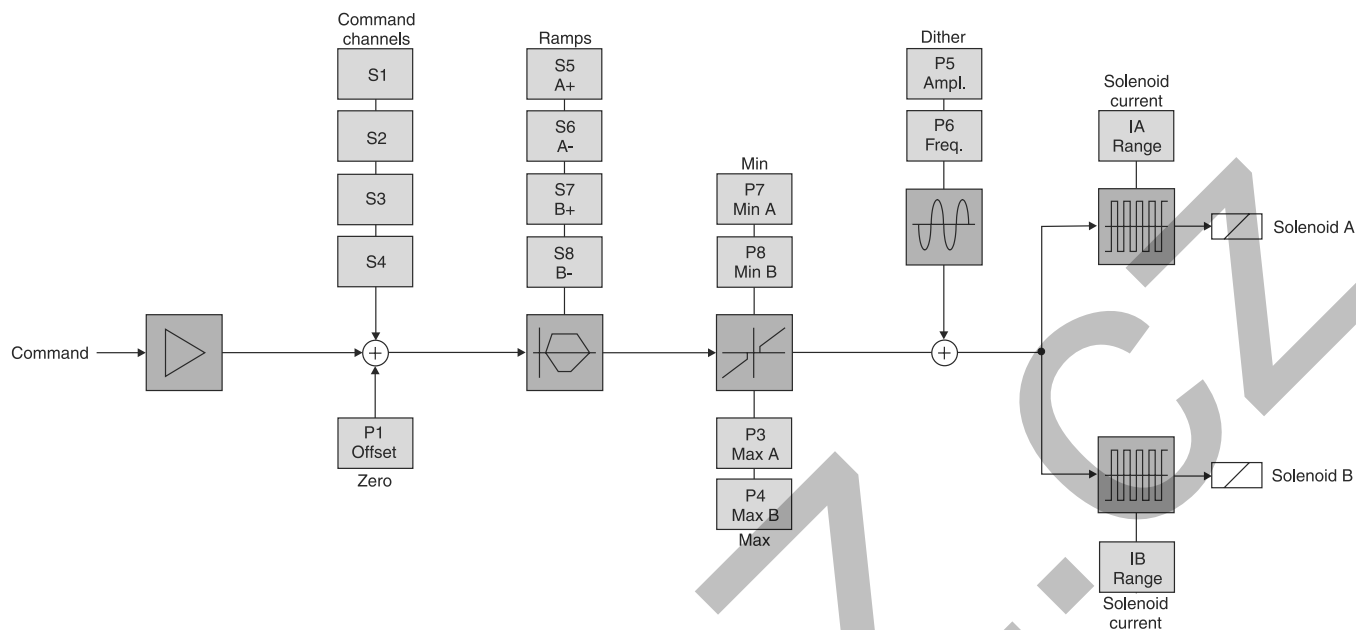 Command
channels
S1
S2
S3
S4
Ramps
S5
A+
S6
A-
S7
B+
S8
B-
Min
P7
Min A
P8
Min B
Dither
P5
Ampl.
P6
Freq.
Solenoid
current
IA
Range
Solenoid A
Command
P1
Offset
Zero
P3
Max A
P4
Max B
Max
Solenoid B
IB
Range
Solenoid
current